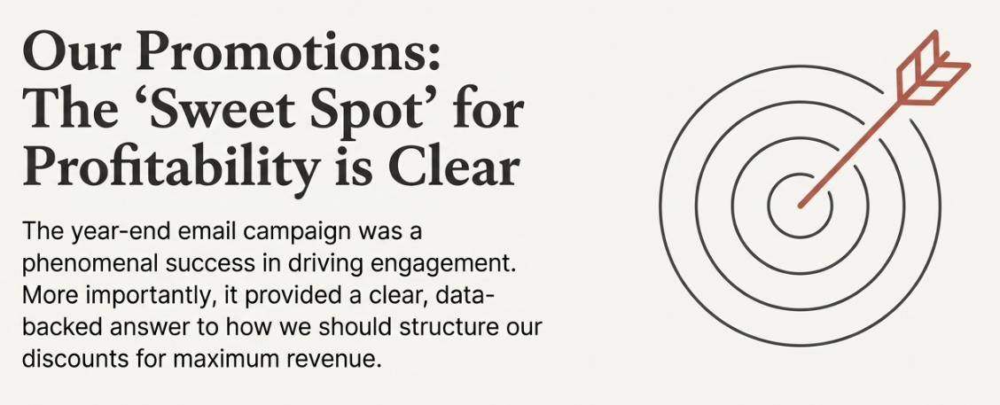 Our Promotions:
The ‘Sweet Spot’ for
Profitability is Clear
The year-end email campaign was a
phenomenal success in driving engagement.
More importantly, it provided a clear, data-
backed answer to how we should structure our
discounts for maximum revenue.